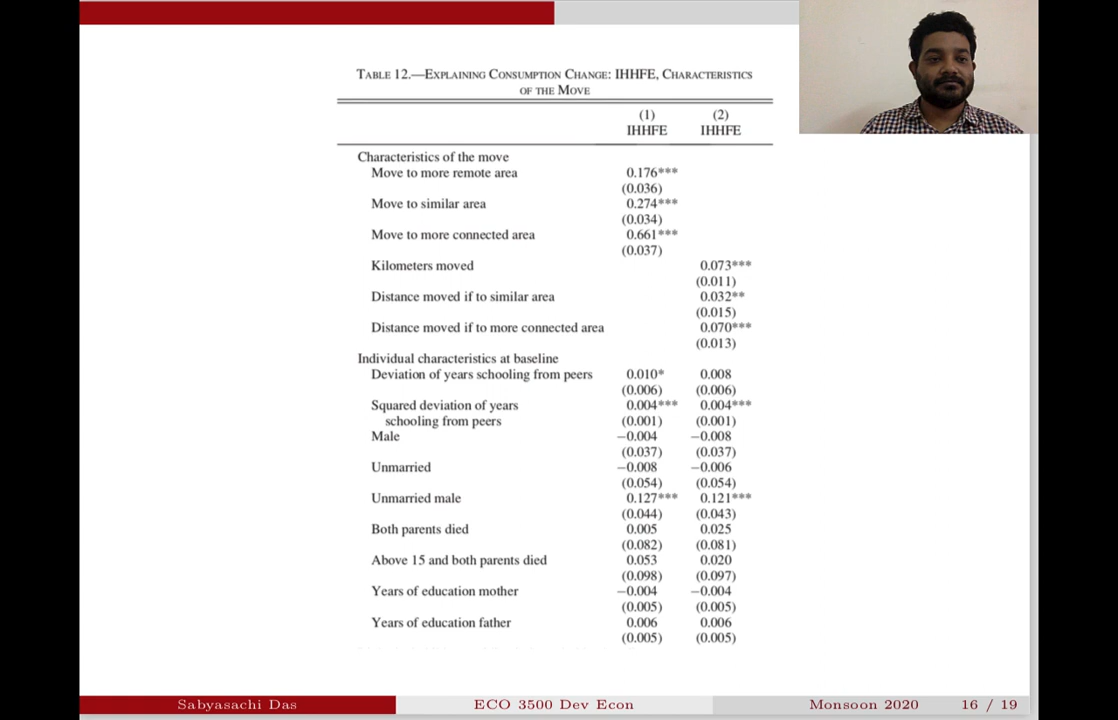 TABLE 12.—EXPLAINING CONSUMPTION CHANGE: IHHFE, CHARACTERISTICS
OF THE MOVE
(1) (2)
IHHFE IHHFE
Characteristics of the move
Move to more remote area 0.176***
(0.036)
Move to similar area 0.274***
(0.034)
Move to more connected area 0.661***
(0.037)
Kilometers moved 0.073***
(0.011)
Distance moved if to similar area 0.032**
(0.015)
Distance moved if to more connected area 0.070***
(0.013)
Individual characteristics at baseline
Deviation of years schooling from peers 0.010* 0.008
(0.006) (0.006)
Squared deviation of years 0.004*** 0.004***
schooling from peers (0.001) (0.001)
Male −0.004 −0.008
(0.037) (0.037)
Unmarried −0.008 −0.006
(0.054) (0.054)
Unmarried male 0.127*** 0.121***
(0.044) (0.043)
Both parents died 0.005 0.025
(0.082) (0.081)
Above 15 and both parents died 0.053 0.020
(0.098) (0.097)
Years of education mother −0.004 −0.004
(0.005) (0.005)
Years of education father 0.006 0.006
(0.005) (0.005)
Sabyasachi Das ECO 3500 Dev Econ Monsoon 2020 16 / 19